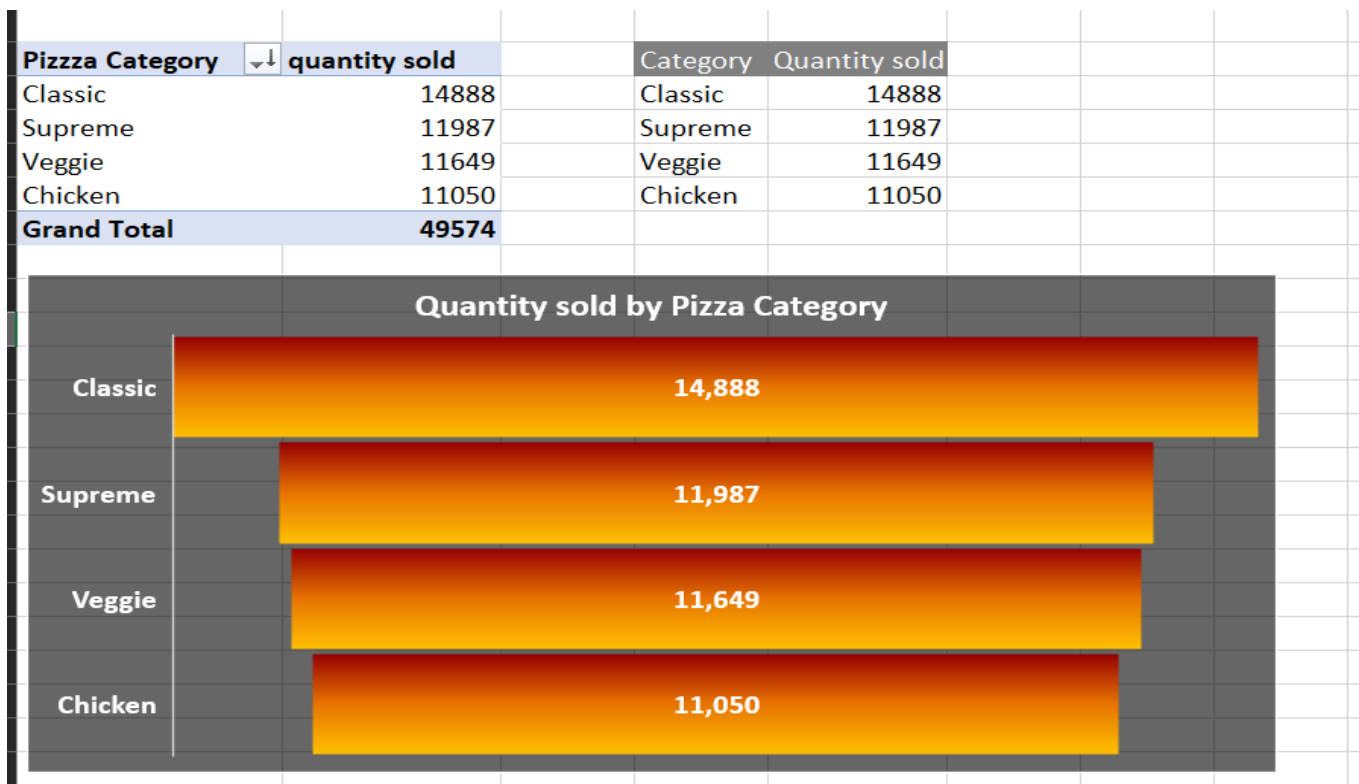 Pizzza Category quantity sold Category Quantity sold
Classic 14888 Classic 14888
Supreme 11987 Supreme 11987
Veggie 11649 Veggie 11649
Chicken 11050 Chicken 11050
Grand Total 49574
Quantity sold by Pizza Category
Classic 14,888
Supreme 11,987
Veggie 11,649
Chicken 11,050